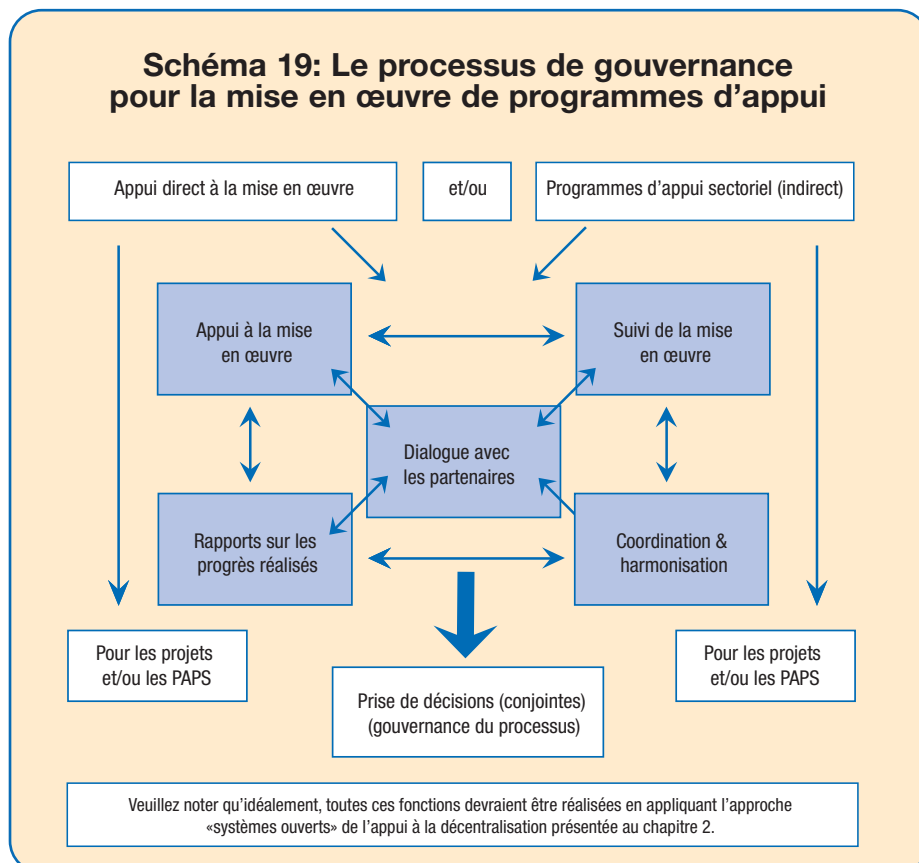 Schéma 19: Le processus de gouvernance
pour la mise en œuvre de programmes d'appui
Appui direct à la mise en œuvre
et/ou
Programmes d'appui sectoriel (indirect)
Appui à la mise
en œuvre
Suivi de la mise
en œuvre
Dialogue avec
les partenaires
Rapports sur les
progrès réalisés
Coordination &
harmonisation
Pour les projets
et/ou les PAPS
Prise de décisions (conjointes)
(gouvernance du processus)
Pour les projets
et/ou les PAPS
Veuillez noter qu'idéalement, toutes ces fonctions devraient être réalisées en appliquant l'approche
«systèmes ouverts» de l'appui à la décentralisation présentée au chapitre 2.